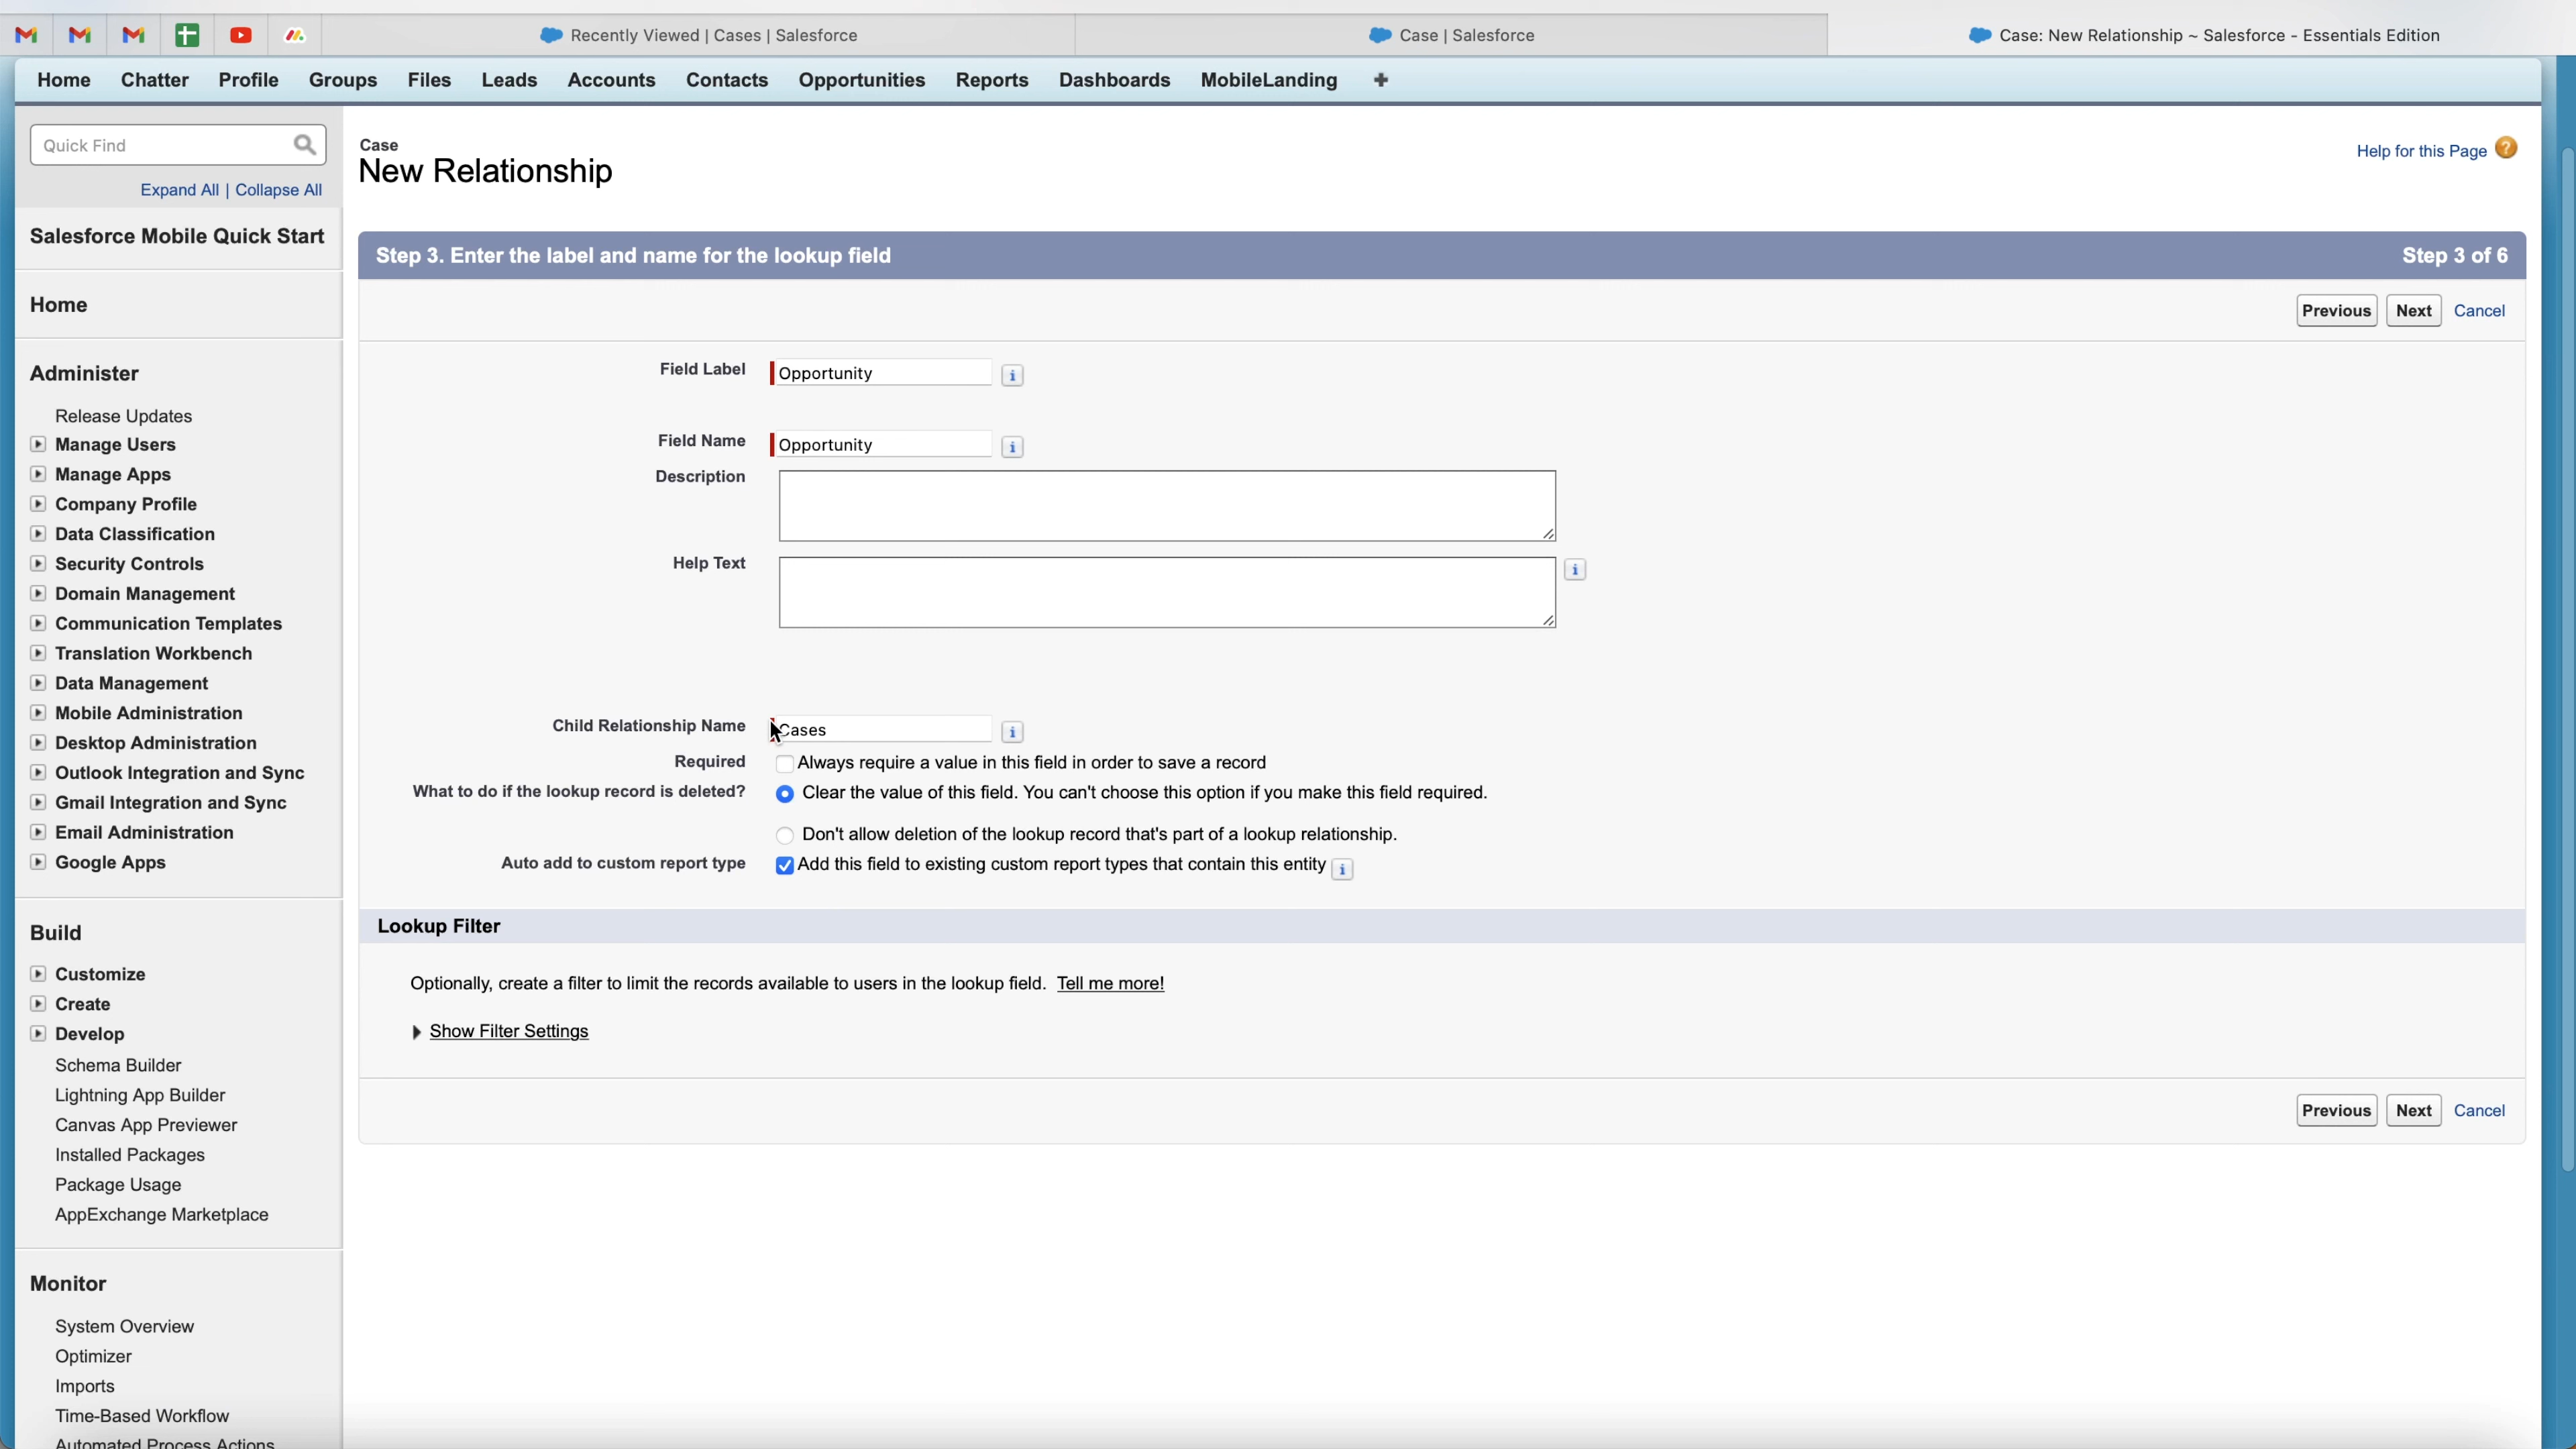 Recently Viewed | Cases | Salesforce
Case | Salesforce
Case: New Relationship ~ Salesforce - Essentials Edition
Home Chatter Profile Groups Files Leads Accounts Contacts Opportunities Reports Dashboards MobileLanding +
Quick Find
Expand All | Collapse All
Salesforce Mobile Quick Start
Home
Administer
Release Updates
Manage Users
Manage Apps
Company Profile
Data Classification
Security Controls
Domain Management
Communication Templates
Translation Workbench
Data Management
Mobile Administration
Desktop Administration
Outlook Integration and Sync
Gmail Integration and Sync
Email Administration
Google Apps
Build
Customize
Create
Develop
Schema Builder
Lightning App Builder
Canvas App Previewer
Installed Packages
Package Usage
AppExchange Marketplace
Monitor
System Overview
Optimizer
Imports
Time-Based Workflow
Automated Process Actions
Case
New Relationship
Help for this Page ?
Step 3. Enter the label and name for the lookup field Step 3 of 6
Previous Next Cancel
Field Label Opportunity i
Field Name Opportunity i
Description
Help Text i
Child Relationship Name Cases i
Required Always require a value in this field in order to save a record
What to do if the lookup record is deleted? Clear the value of this field. You can't choose this option if you make this field required.
Don't allow deletion of the lookup record that's part of a lookup relationship.
Auto add to custom report type Add this field to existing custom report types that contain this entity i
Lookup Filter
Optionally, create a filter to limit the records available to users in the lookup field. Tell me more!
Show Filter Settings
Previous Next Cancel